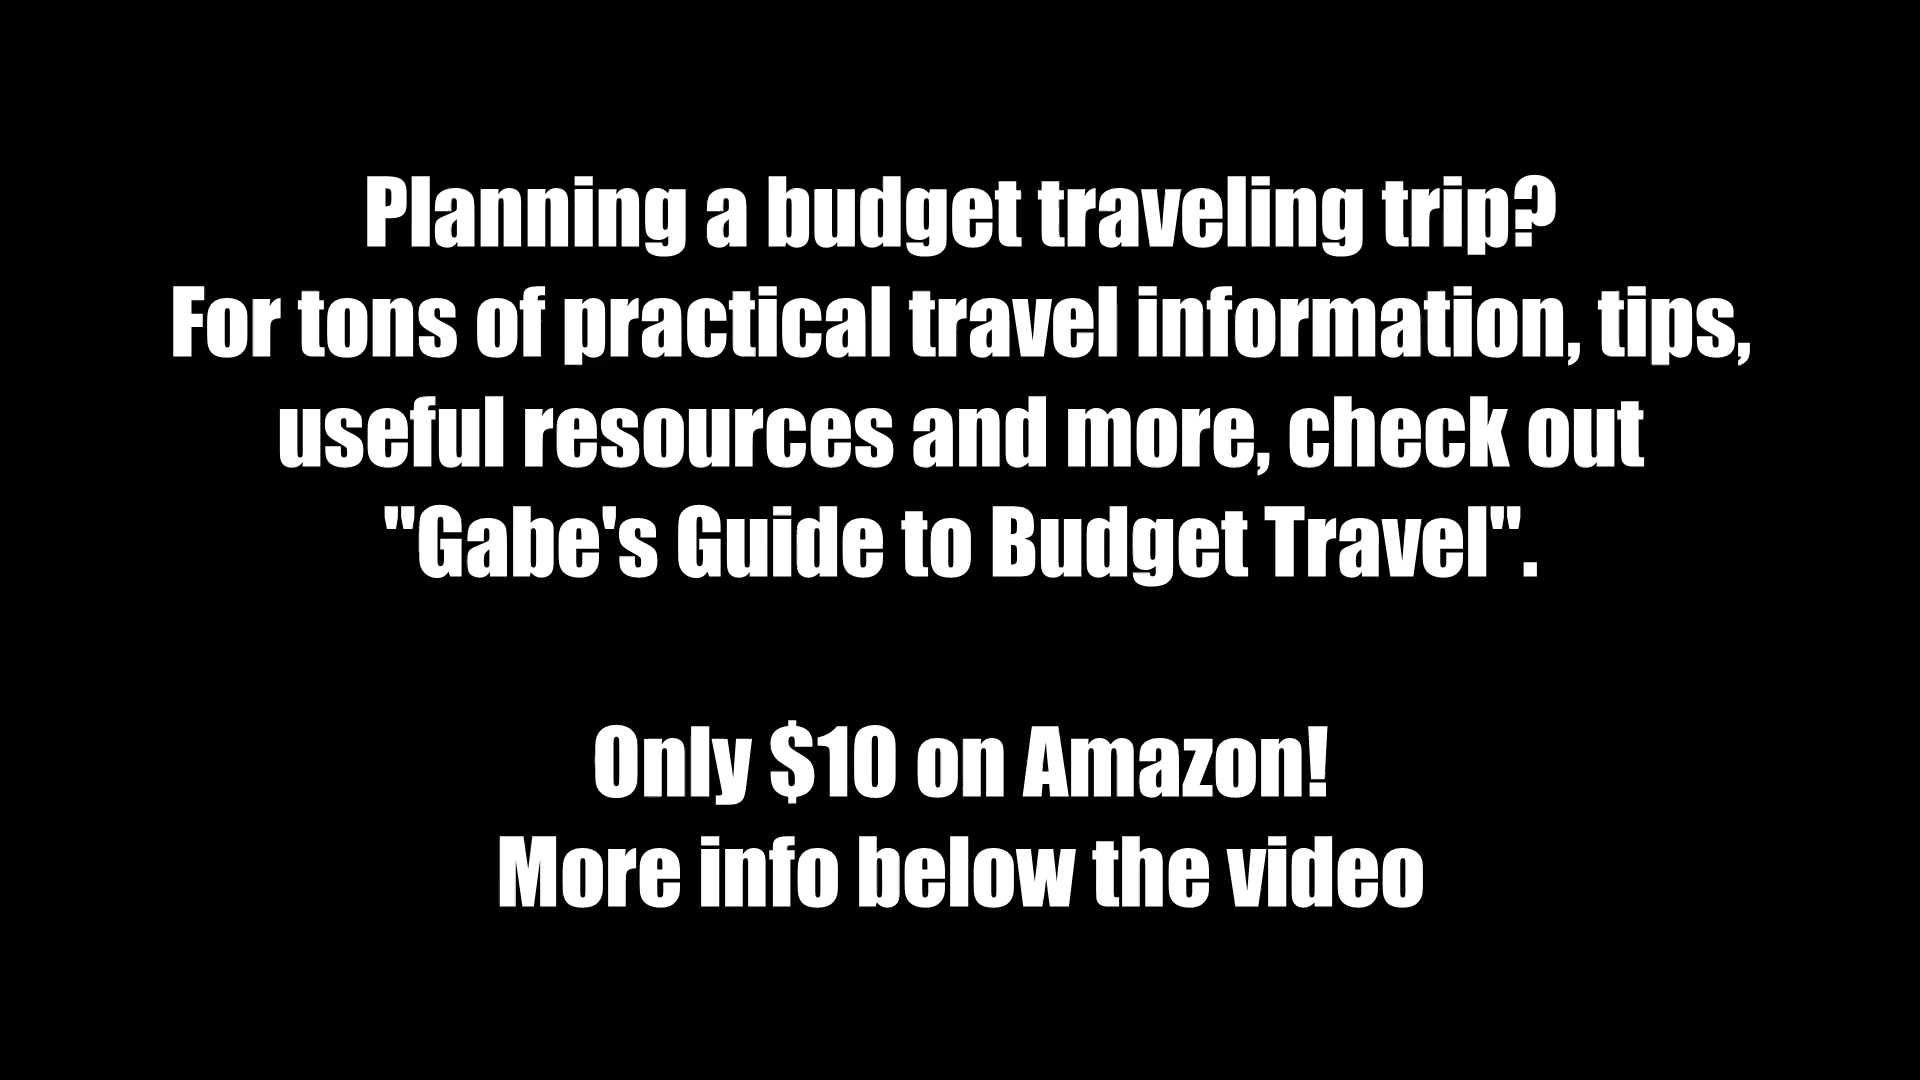 Planning a budget traveling trip?
For tons of practical travel information, tips,
useful resources and more, check out
"Gabe's Guide to Budget Travel".
Only $10 on Amazon!
More info below the video